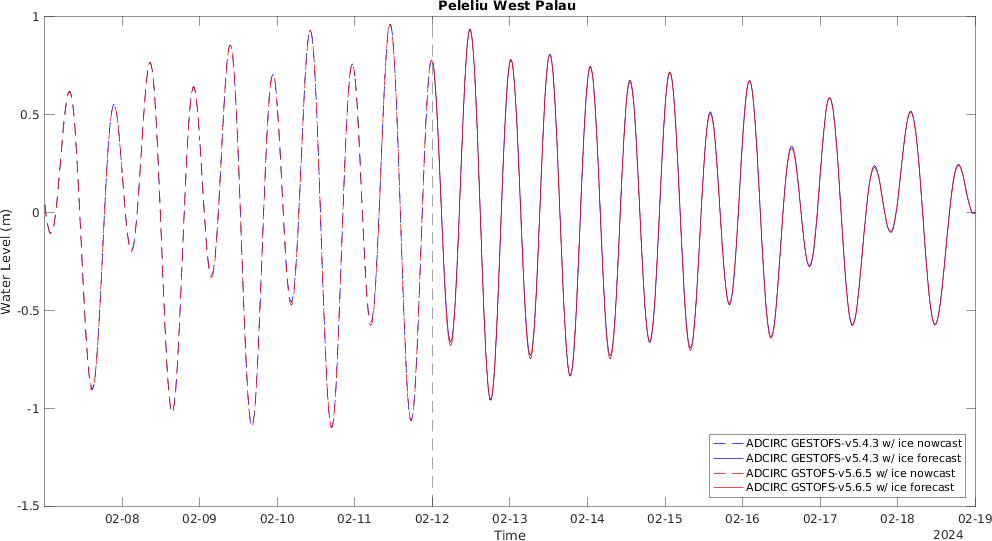 Peleliu West Palau
Water Level (m)
1
0.5
0
-0.5
-1
-1.5
02-08 02-09 02-10 02-11 02-12 02-13 02-14 02-15 02-16 02-17 02-18 02-19
Time
2024
ADCIRC GESTOFS-v5.4.3 w/ ice nowcast
ADCIRC GESTOFS-v5.4.3 w/ ice forecast
ADCIRC GSTOFS-v5.6.5 w/ ice nowcast
ADCIRC GSTOFS-v5.6.5 w/ ice forecast